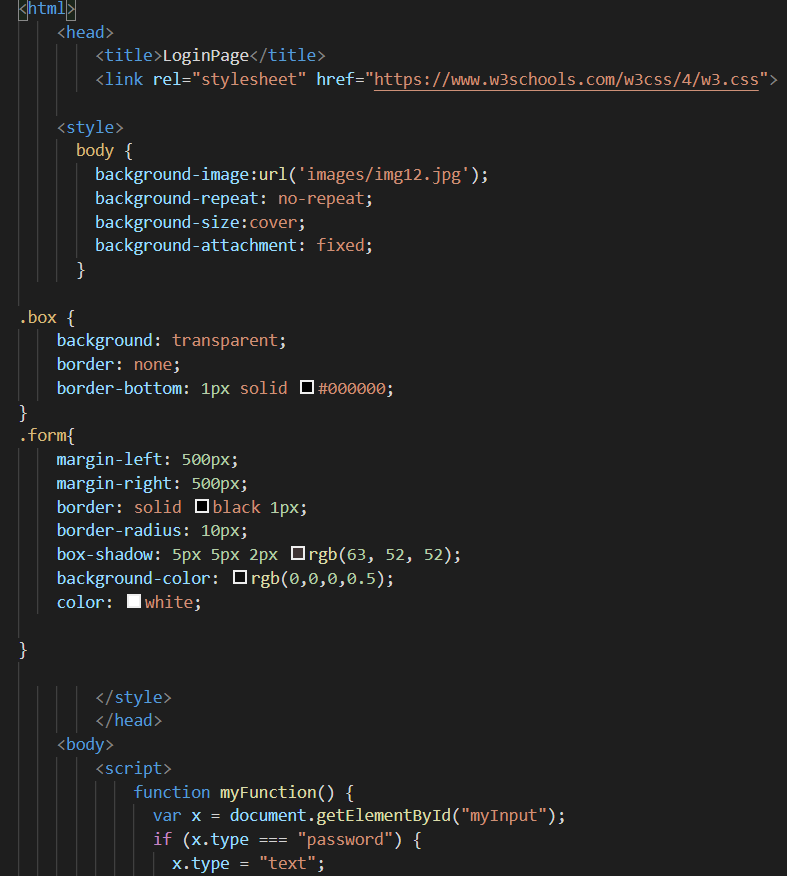 <html>
<head>
<title>LoginPage</title>
<link rel="stylesheet" href="https://www.w3schools.com/w3css/4/w3.css">
<style>
body {
background-image:url('images/img12.jpg');
background-repeat: no-repeat;
background-size:cover;
background-attachment: fixed;
}
.box {
background: transparent;
border: none;
border-bottom: 1px solid #000000;
}
.form{
margin-left: 500px;
margin-right: 500px;
border: solid black 1px;
border-radius: 10px;
box-shadow: 5px 5px 2px rgb(63, 52, 52);
background-color: rgb(0,0,0,0.5);
color: white;
}
</style>
</head>
<body>
<script>
function myFunction() {
var x = document.getElementById("myInput");
if (x.type === "password") {
x.type = "text";